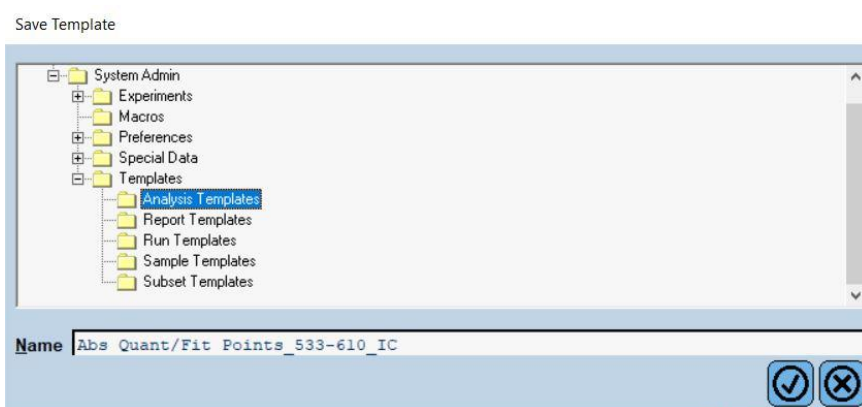 Save Template
System Admin
Experiments
Macros
Preferences
Special Data
Templates
Analysis Templates
Report Templates
Run Templates
Sample Templates
Subset Templates
Name Abs Quant/Fit Points_533-610_IC